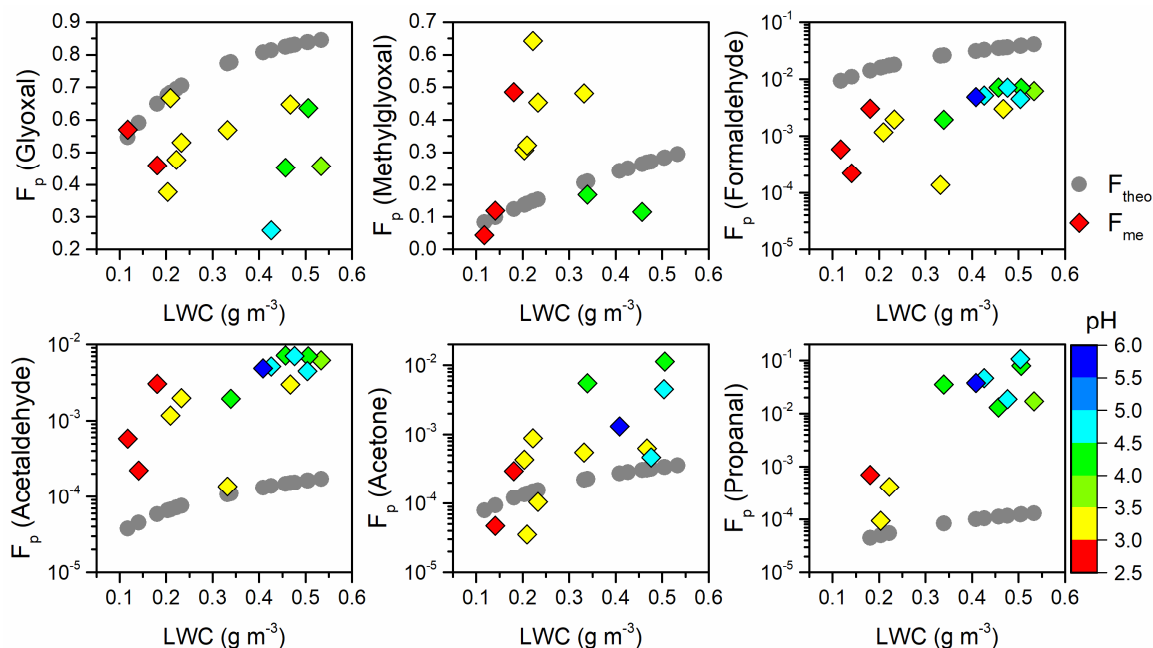 F_p (Glyoxal)
0.9
0.8
0.7
0.6
0.5
0.4
0.3
0.2
0.1 0.2 0.3 0.4 0.5 0.6
LWC (g m⁻³)
F_p (Methylglyoxal)
0.7
0.6
0.5
0.4
0.3
0.2
0.1
0.0
0.1 0.2 0.3 0.4 0.5 0.6
LWC (g m⁻³)
F_p (Formaldehyde)
10⁻¹
10⁻²
10⁻³
10⁻⁴
10⁻⁵
0.1 0.2 0.3 0.4 0.5 0.6
LWC (g m⁻³)
F_theo
F_me
F_p (Acetaldehyde)
10⁻²
10⁻³
10⁻⁴
10⁻⁵
0.1 0.2 0.3 0.4 0.5 0.6
LWC (g m⁻³)
F_p (Acetone)
10⁻²
10⁻³
10⁻⁴
10⁻⁵
0.1 0.2 0.3 0.4 0.5 0.6
LWC (g m⁻³)
F_p (Propanal)
10⁻¹
10⁻²
10⁻³
10⁻⁴
10⁻⁵
0.1 0.2 0.3 0.4 0.5 0.6
LWC (g m⁻³)
pH
6.0
5.5
5.0
4.5
4.0
3.5
3.0
2.5